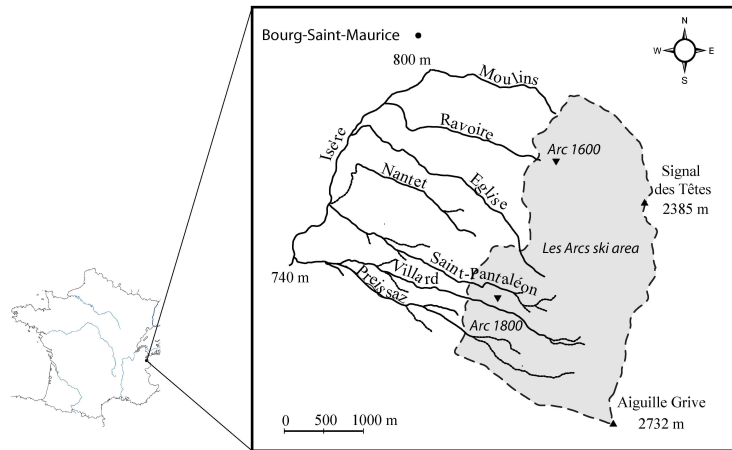 Bourg-Saint-Maurice
N
W E
S
800 m
Moulins
Ravoire
Arc 1600
Isère
Nantet
Eglise
Signal
des Têtes
2385 m
Les Arcs ski area
Saint-Pantaléon
Villard
740 m
Preissaz
Arc 1800
Aiguille Grive
2732 m
0 500 1000 m